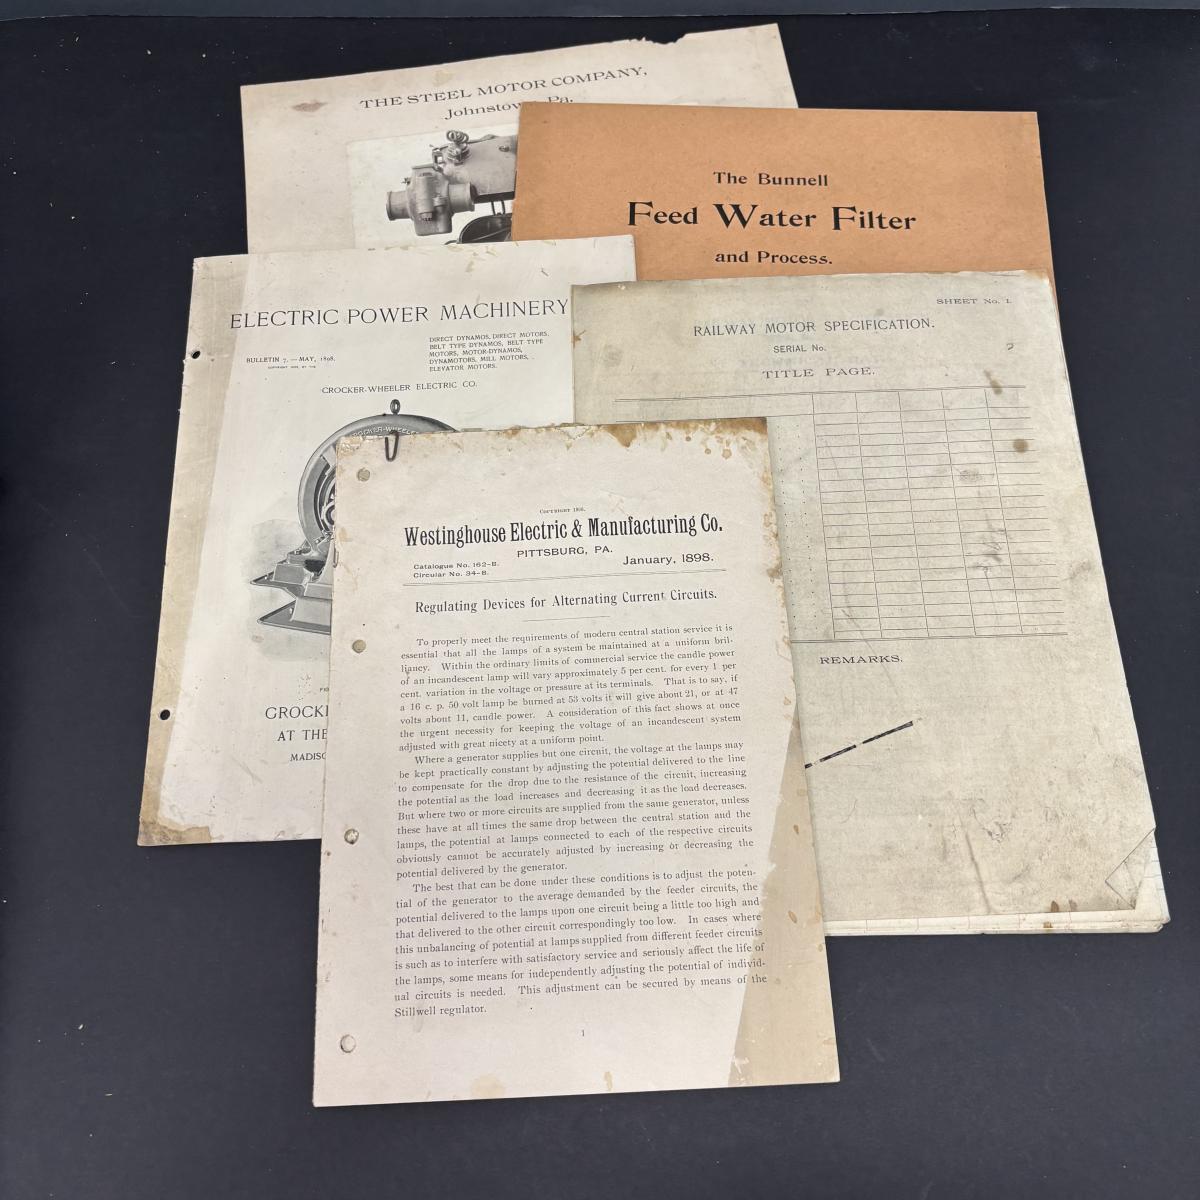 THE STEEL MOTOR COMPANY,
Johnstow Pa.
The Bunnell
Feed Water Filter
and Process.
ELECTRIC POWER MACHINERY
BULLETIN 7.—MAY, 1898.
DIRECT DYNAMOS, DIRECT MOTORS,
BELT TYPE DYNAMOS, BELT TYPE
MOTORS, MOTOR-DYNAMOS,
DYNAMOTORS, MILL MOTORS,
ELEVATOR MOTORS.
CROCKER-WHEELER ELECTRIC CO.
CROCKER-WHEELER
CROCK
AT THE
MADISO
SHEET No. 1.
RAILWAY MOTOR SPECIFICATION.
SERIAL No.
TITLE PAGE.
REMARKS.
Westinghouse Electric & Manufacturing Co.
PITTSBURG, PA.
Catalogue No. 162-B.
Circular No. 34-B.
January, 1898.
Regulating Devices for Alternating Current Circuits.
To properly meet the requirements of modern central station service it is
essential that all the lamps of a system be maintained at a uniform bril-
liancy. Within the ordinary limits of commercial service the candle power
of an incandescent lamp will vary approximately 5 per cent. for every 1 per
cent. variation in the voltage or pressure at its terminals. That is to say, if
a 16 c. p. 50 volt lamp be burned at 53 volts it will give about 21, or at 47
volts about 11, candle power. A consideration of this fact shows at once
the urgent necessity for keeping the voltage of an incandescent system
adjusted with great nicety at a uniform point.
Where a generator supplies but one circuit, the voltage at the lamps may
be kept practically constant by adjusting the potential delivered to the line
to compensate for the drop due to the resistance of the circuit, increasing
the potential as the load increases and decreasing it as the load decreases.
But where two or more circuits are supplied from the same generator, unless
these have at all times the same drop between the central station and the
lamps, the potential at lamps connected to each of the respective circuits
obviously cannot be accurately adjusted by increasing or decreasing the
potential delivered by the generator.
The best that can be done under these conditions is to adjust the poten-
tial of the generator to the average demanded by the feeder circuits, the
potential delivered to the lamps upon one circuit being a little too high and
that delivered to the other circuit correspondingly too low. In cases where
this unbalancing of potential at lamps supplied from different feeder circuits
is such as to interfere with satisfactory service and seriously affect the life of
the lamps, some means for independently adjusting the potential of individ-
ual circuits is needed. This adjustment can be secured by means of the
Stillwell regulator.
1